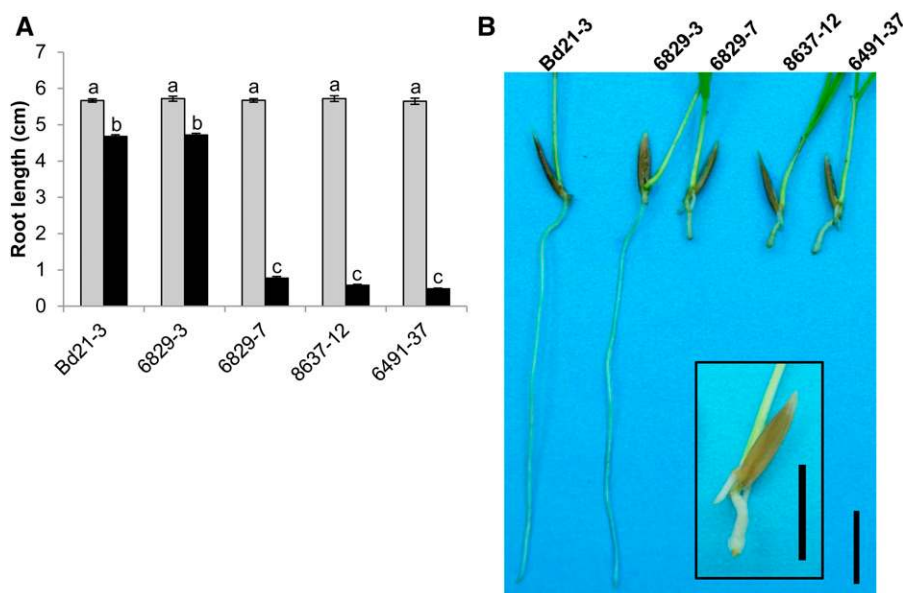 A
7
6
5
4
3
2
1
0
Root length (cm)
a
b
a
b
a
c
a
c
a
c
Bd21-3
6829-3
6829-7
8637-12
6491-37
B
Bd21-3
6829-3
6829-7
8637-12
6491-37